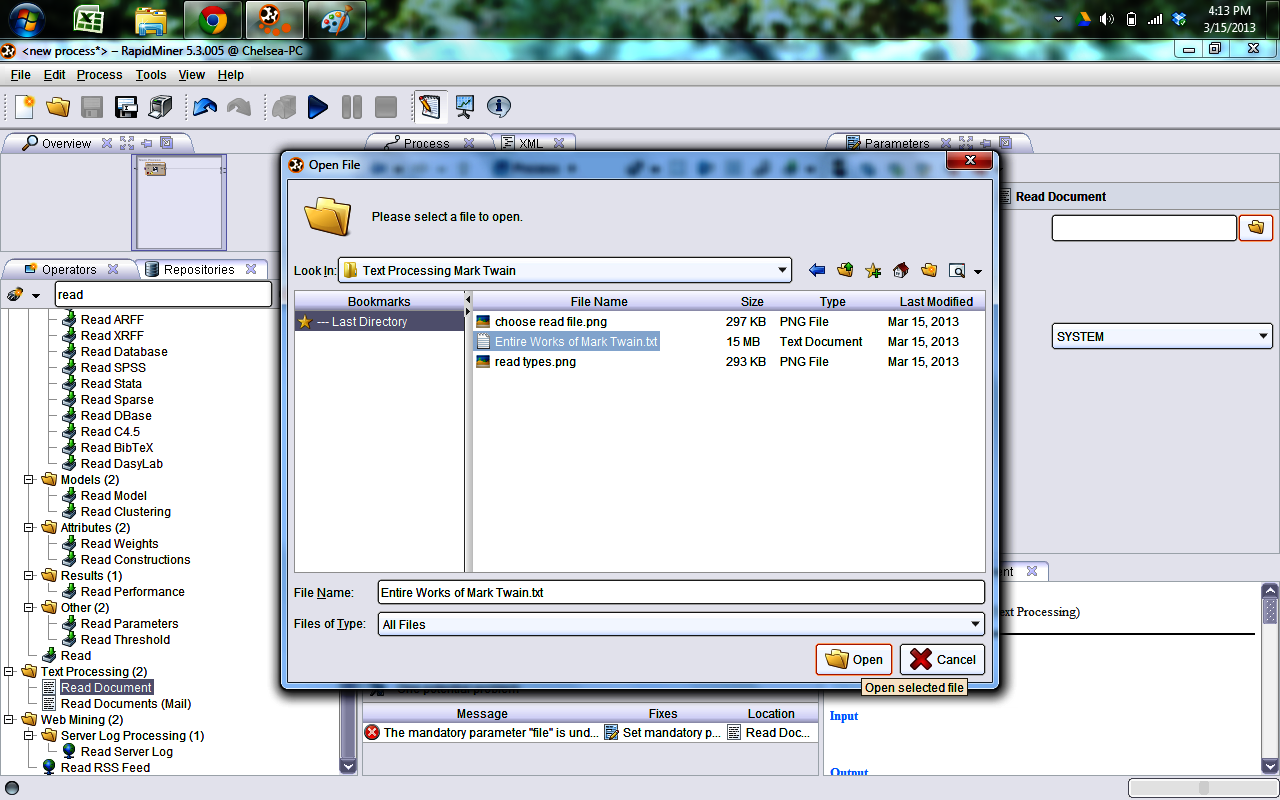 4:13 PM
3/15/2013
<new process*> – RapidMiner 5.3.005 @ Chelsea-PC
File Edit Process Tools View Help
Overview
Process
XML
Parameters
Open File
Please select a file to open.
Read Document
Look In: Text Processing Mark Twain
Operators
Repositories
read
Bookmarks
File Name Size Type Last Modified
--- Last Directory
choose read file.png 297 KB PNG File Mar 15, 2013
Entire Works of Mark Twain.txt 15 MB Text Document Mar 15, 2013
read types.png 293 KB PNG File Mar 15, 2013
SYSTEM
Read ARFF
Read XRFF
Read Database
Read SPSS
Read Stata
Read Sparse
Read DBase
Read C4.5
Read BibTeX
Read DasyLab
Models (2)
Read Model
Read Clustering
Attributes (2)
Read Weights
Read Constructions
Results (1)
Read Performance
Other (2)
Read Parameters
Read Threshold
Read
Text Processing (2)
Read Document
Read Documents (Mail)
Web Mining (2)
Server Log Processing (1)
Read Server Log
Read RSS Feed
File Name: Entire Works of Mark Twain.txt
Files of Type: All Files
Open
Cancel
Open selected file
nt
ext Processing)
Message Fixes Location
The mandatory parameter "file" is und... Set mandatory p... Read Doc...
Input
Output